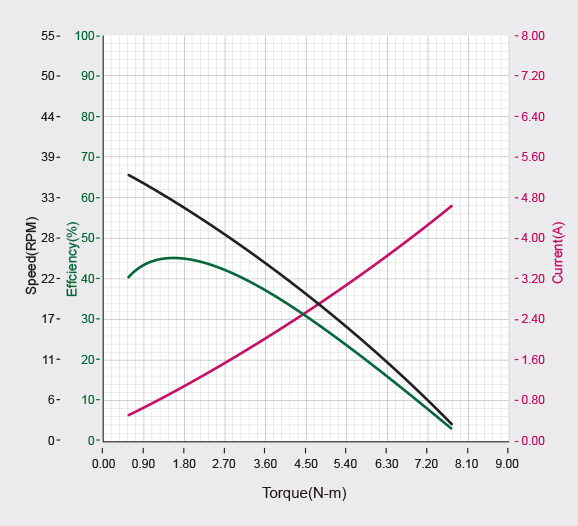 55- 100- - 8.00
50- 90- - 7.20
44- 80- - 6.40
39- 70- - 5.60
33- 60- - 4.80
28- 50- - 4.00
22- 40- - 3.20
17- 30- - 2.40
11- 20- - 1.60
6- 10- - 0.80
0- 0- - 0.00
Speed(RPM)
Effciency(%)
Current(A)
0.00 0.90 1.80 2.70 3.60 4.50 5.40 6.30 7.20 8.10 9.00
Torque(N-m)